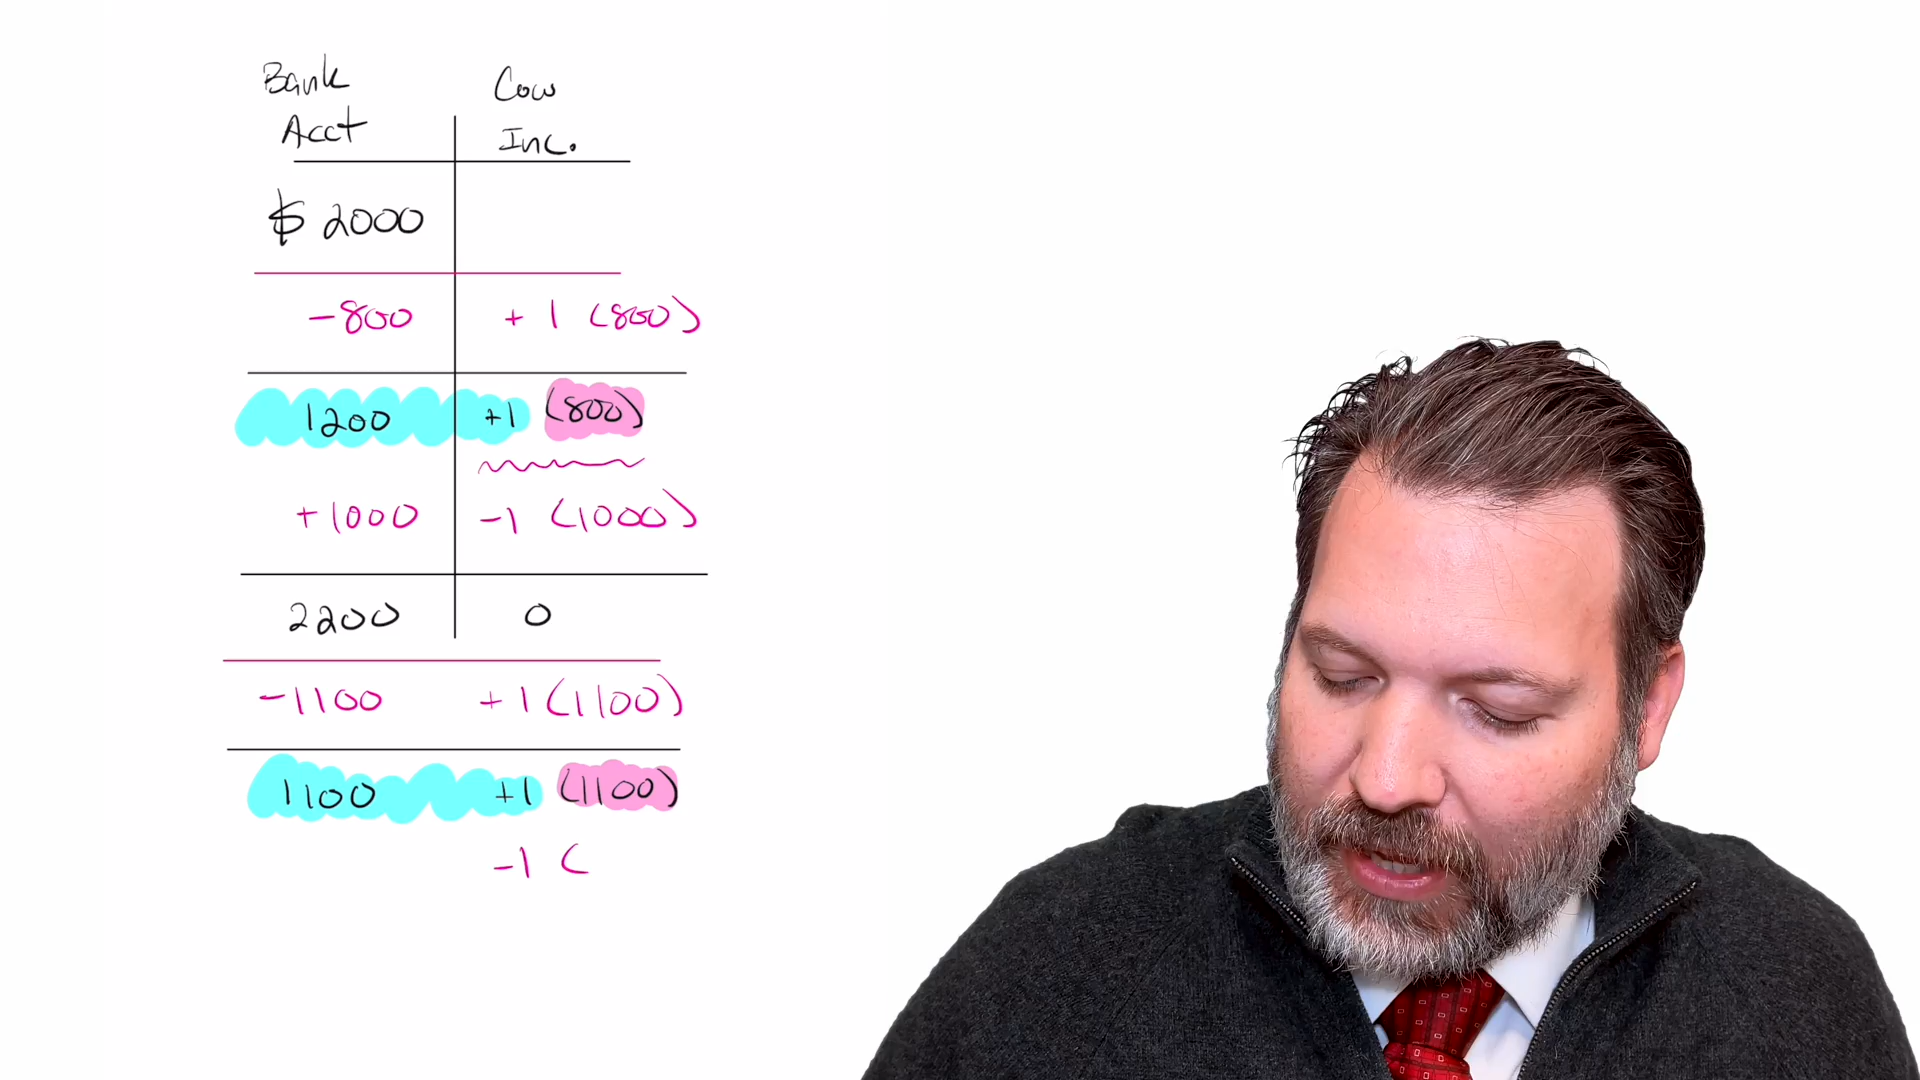 Bank Acct
Cow Inc.
$ 2000
-800 +1 (800)
1200 +1 (800)
+1000 -1 (1000)
2200 0
-1100 +1 (1100)
1100 +1 (1100)
-1 (